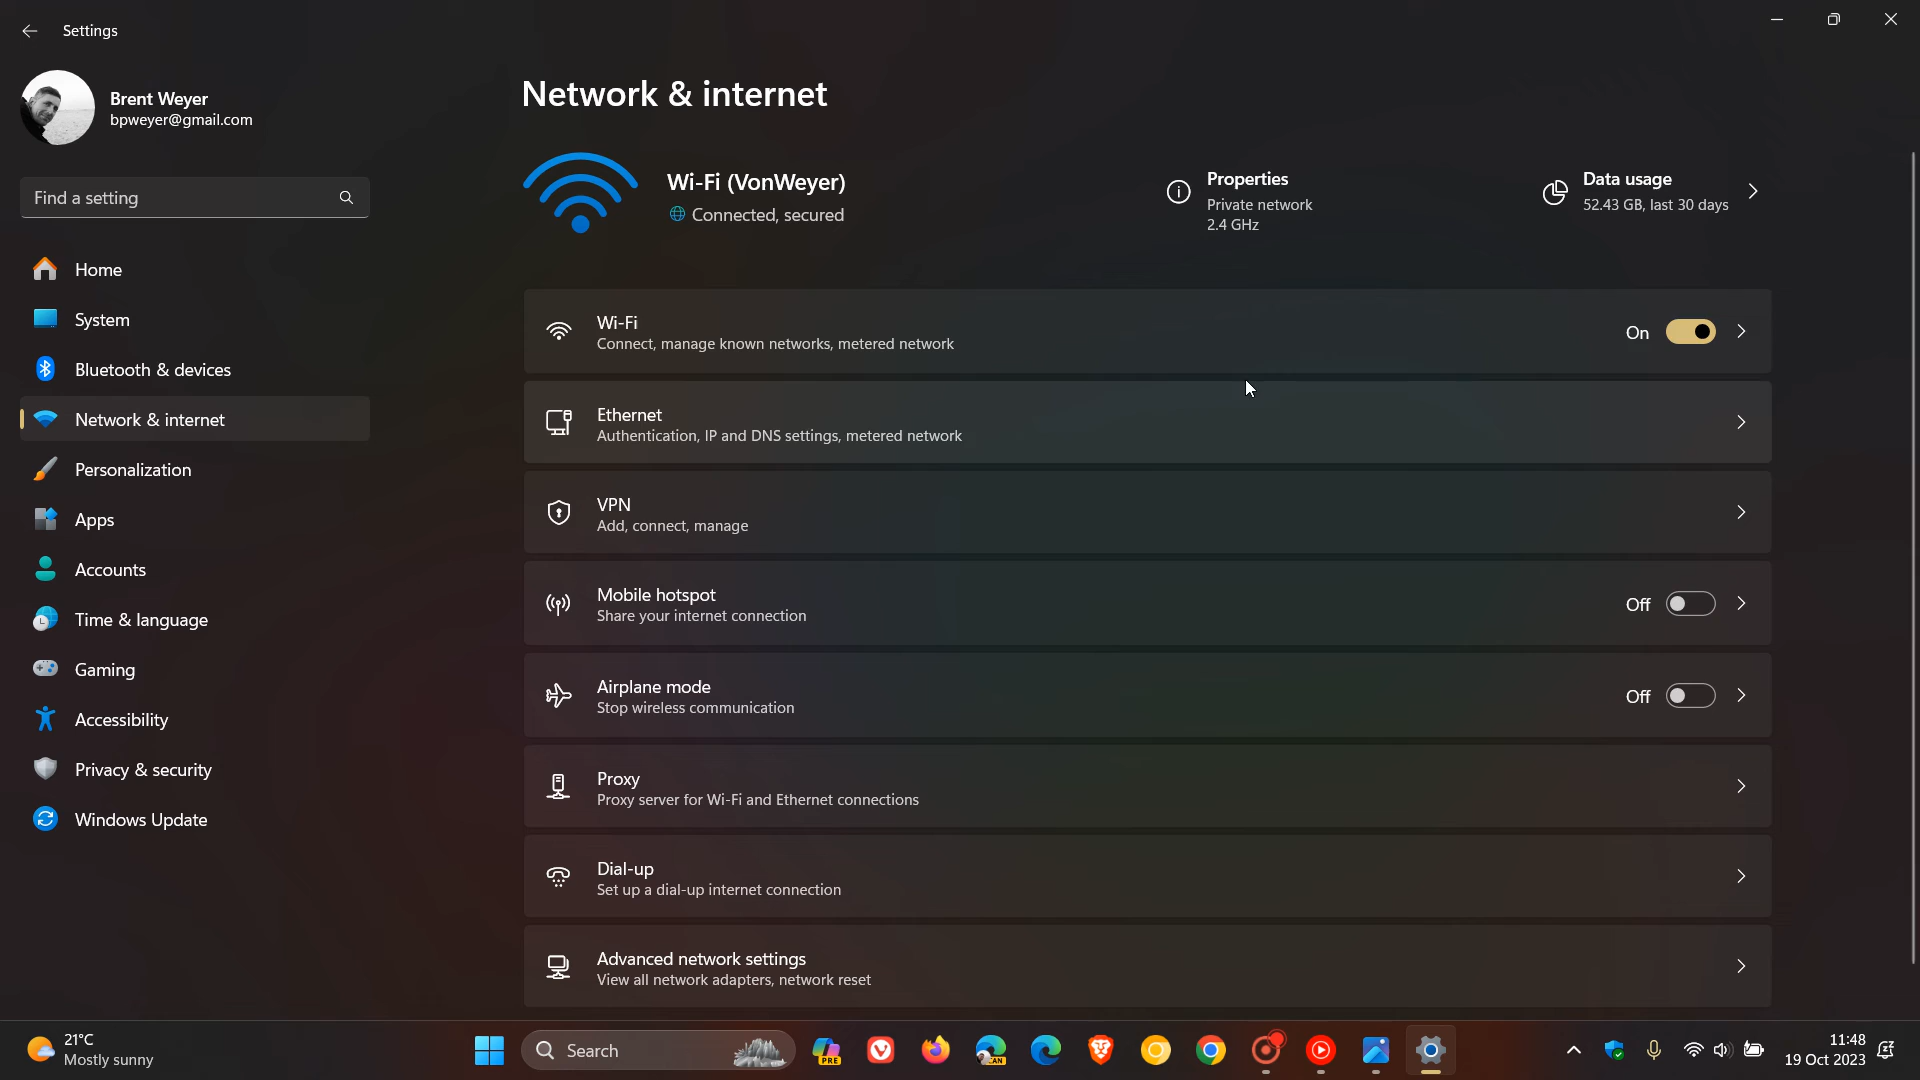 Settings
Brent Weyer
bpweyer@gmail.com
Find a setting
Home
System
Bluetooth & devices
Network & internet
Personalization
Apps
Accounts
Time & language
Gaming
Accessibility
Privacy & security
Windows Update
Network & internet
Wi-Fi (VonWeyer)
Connected, secured
Properties
Private network
2.4 GHz
Data usage
52.43 GB, last 30 days
Wi-Fi
Connect, manage known networks, metered network
On
Ethernet
Authentication, IP and DNS settings, metered network
VPN
Add, connect, manage
Mobile hotspot
Share your internet connection
Off
Airplane mode
Stop wireless communication
Off
Proxy
Proxy server for Wi-Fi and Ethernet connections
Dial-up
Set up a dial-up internet connection
Advanced network settings
View all network adapters, network reset
21°C
Mostly sunny
Search
PRE
CAN
11:48
19 Oct 2023